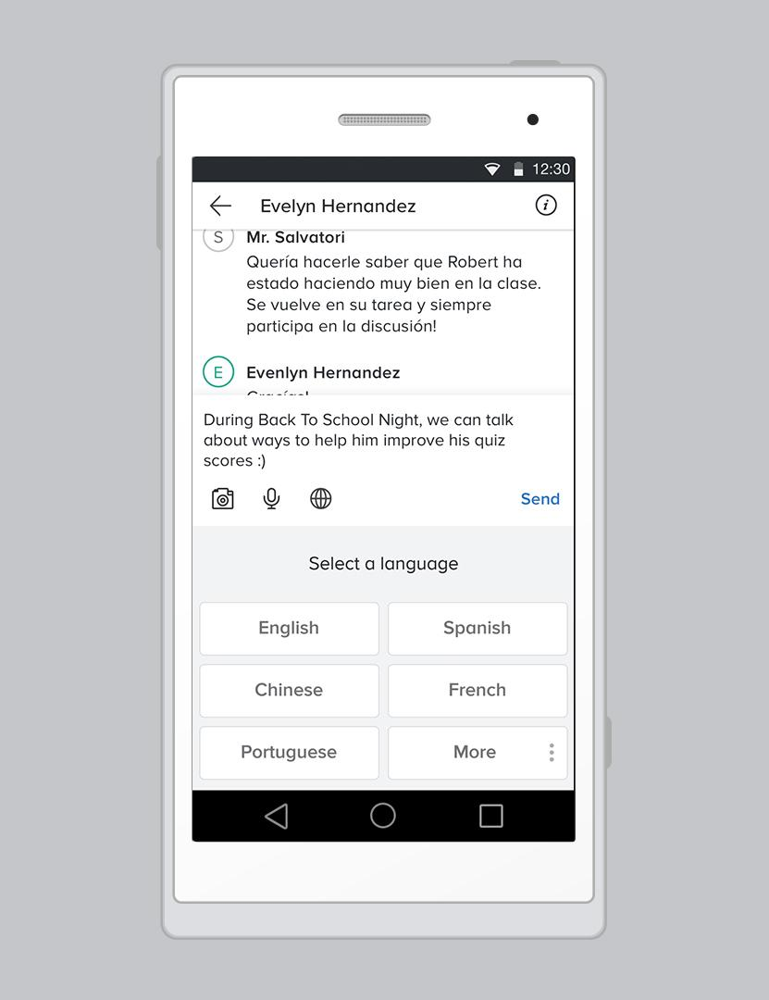 12:30
Evelyn Hernandez
S
Mr. Salvatori
Quería hacerle saber que Robert ha
estado haciendo muy bien en la clase.
Se vuelve en su tarea y siempre
participa en la discusión!
E
Evenlyn Hernandez
During Back To School Night, we can talk
about ways to help him improve his quiz
scores :)
Send
Select a language
English
Spanish
Chinese
French
Portuguese
More